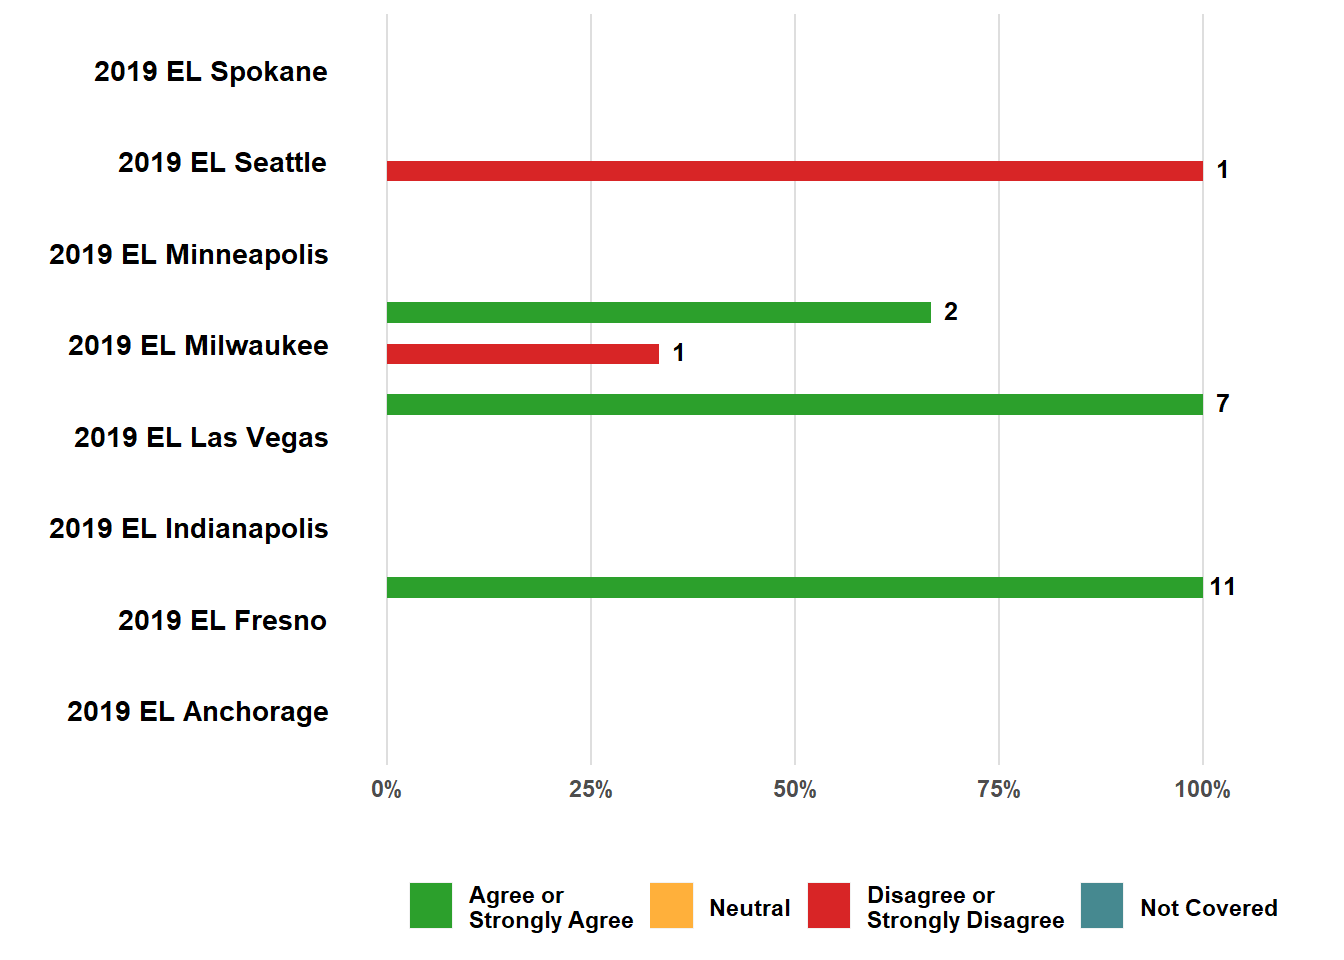 2019 EL Spokane
2019 EL Seattle
1
2019 EL Minneapolis
2
2019 EL Milwaukee
1
7
2019 EL Las Vegas
2019 EL Indianapolis
11
2019 EL Fresno
2019 EL Anchorage
0% 25% 50% 75% 100%
Agree or
Strongly Agree
Neutral
Disagree or
Strongly Disagree
Not Covered